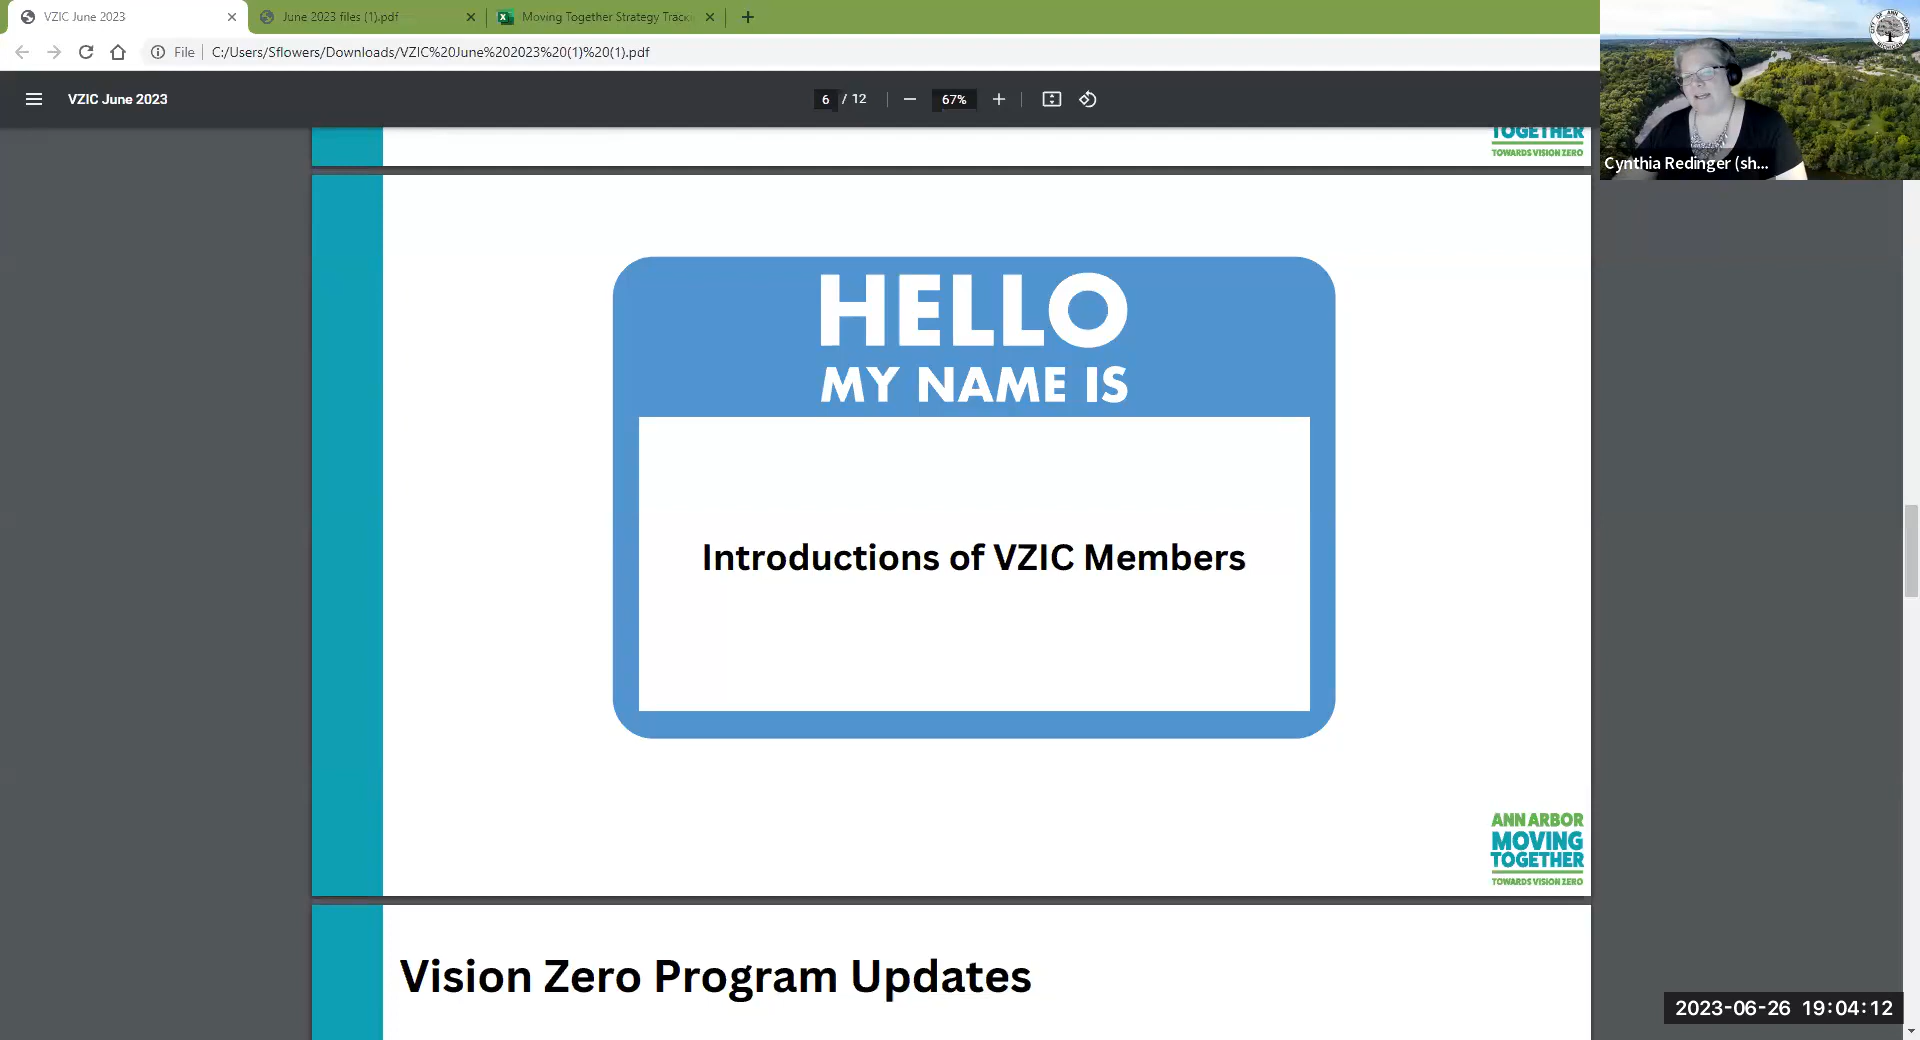 VZIC June 2023
June 2023 files (1).pdf
Moving Together Strategy Track
File
C:/Users/Sflowers/Downloads/VZIC%20June%202023%20(1)%20(1).pdf
VZIC June 2023
6 / 12
67%
Cynthia Redinger (sh...
TOGETHER
TOWARDS VISION ZERO
HELLO
MY NAME IS
Introductions of VZIC Members
ANN ARBOR
MOVING
TOGETHER
TOWARDS VISION ZERO
Vision Zero Program Updates
2023-06-26 19:04:12